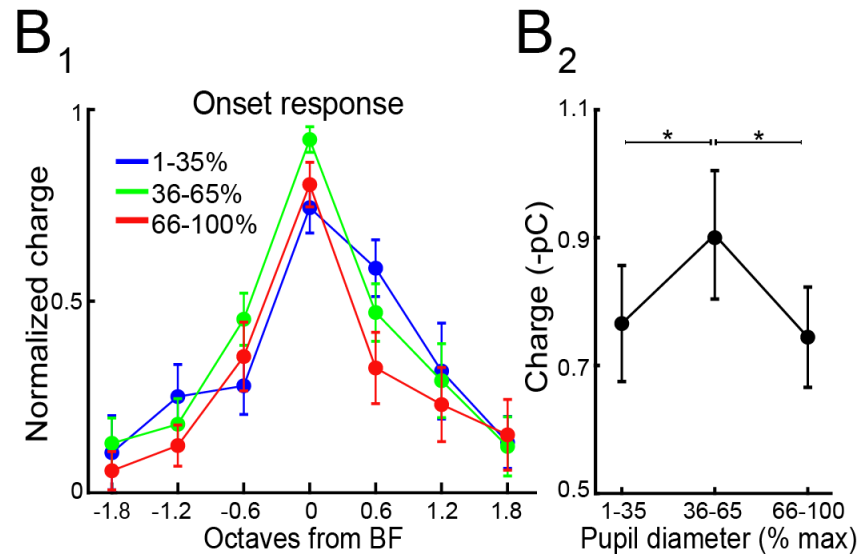 B1
Onset response
1-35%
36-65%
66-100%
Normalized charge
1
0.5
0
-1.8 -1.2 -0.6 0 0.6 1.2 1.8
Octaves from BF
B2
* *
Charge (-pC)
1.1
0.9
0.7
0.5
1-35 36-65 66-100
Pupil diameter (% max)